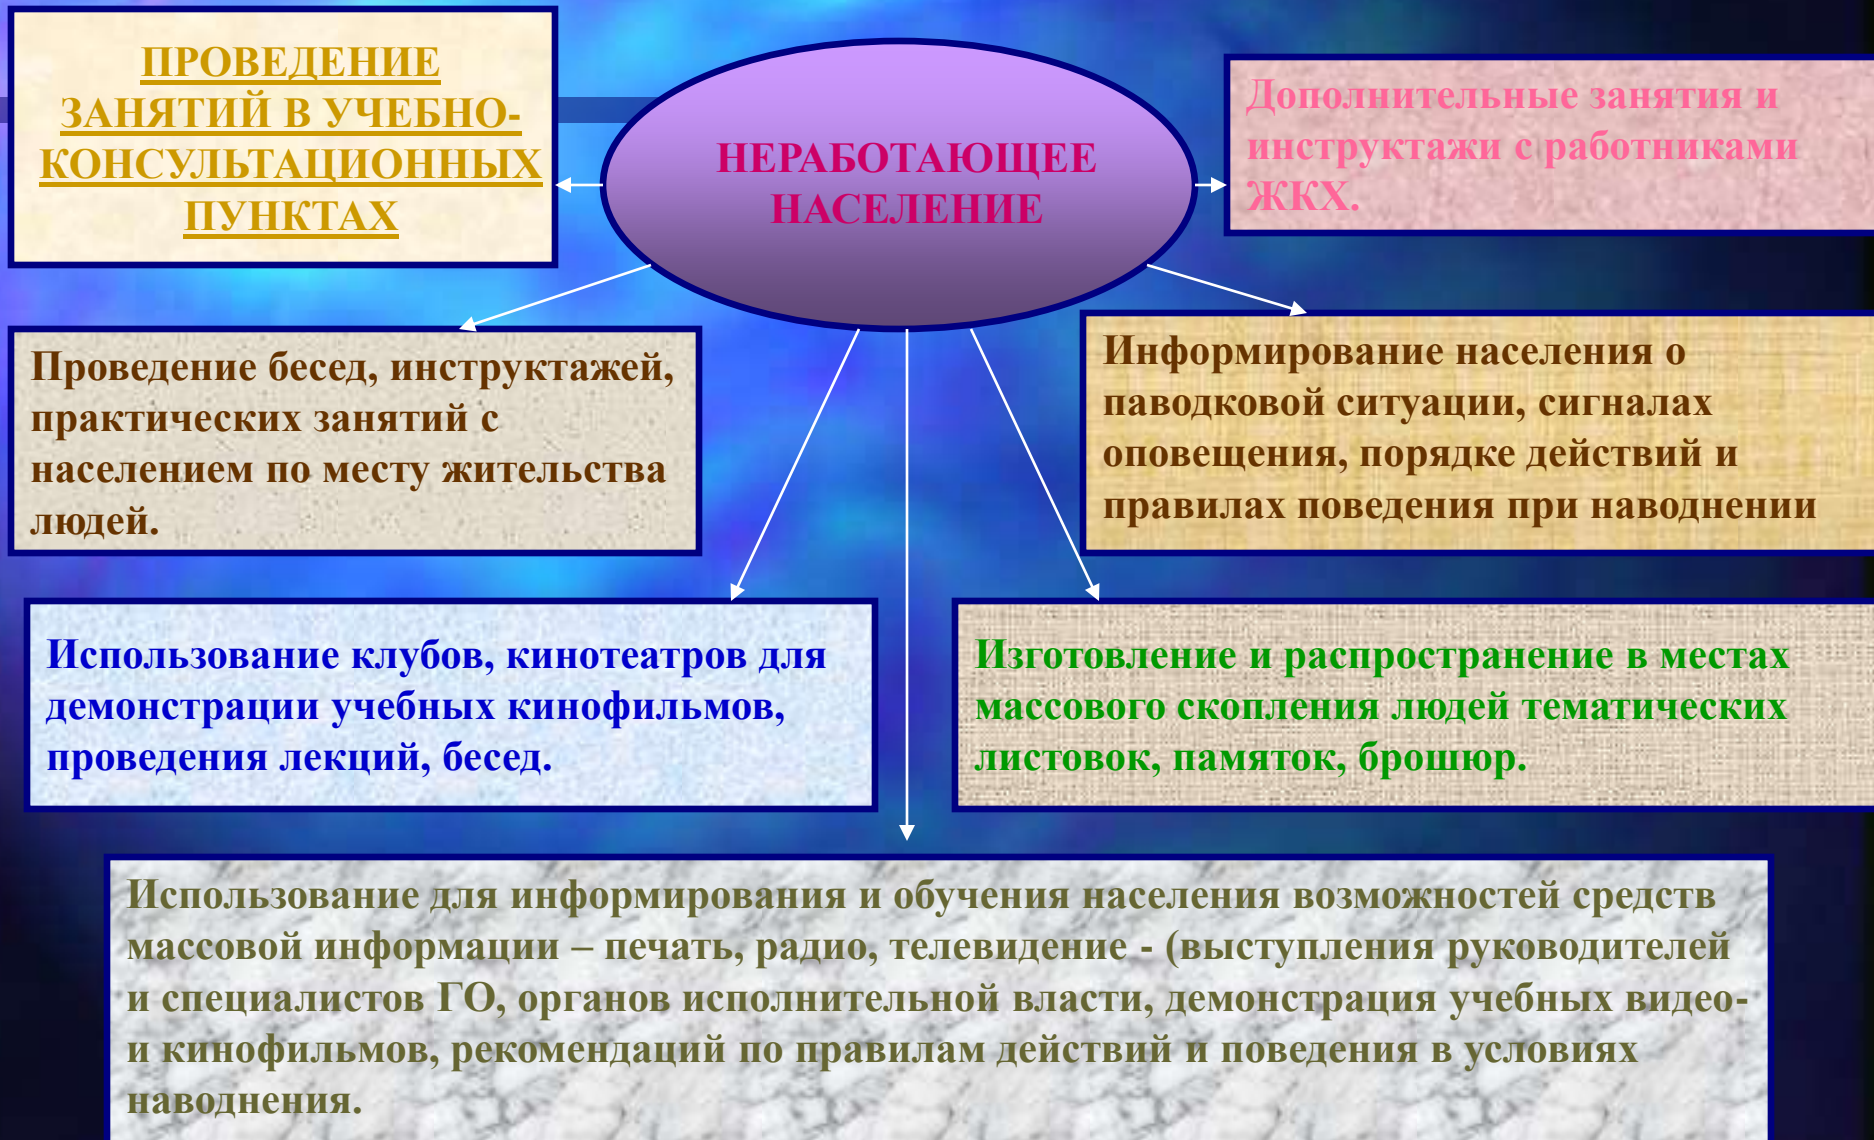 ПРОВЕДЕНИЕ
ЗАНЯТИЙ В УЧЕБНО-
КОНСУЛЬТАЦИОННЫХ
ПУНКТАХ
НЕРАБОТАЮЩЕЕ
НАСЕЛЕНИЕ
Дополнительные занятия и
инструктажи с работниками
ЖКХ.
Проведение бесед, инструктажей,
практических занятий с
населением по месту жительства
людей.
Информирование населения о
паводковой ситуации, сигналах
оповещения, порядке действий и
правилах поведения при наводнении
Использование клубов, кинотеатров для
демонстрации учебных кинофильмов,
проведения лекций, бесед.
Изготовление и распространение в местах
массового скопления людей тематических
листовок, памяток, брошюр.
Использование для информирования и обучения населения возможностей средств
массовой информации – печать, радио, телевидение - (выступления руководителей
и специалистов ГО, органов исполнительной власти, демонстрация учебных видео-
и кинофильмов, рекомендаций по правилам действий и поведения в условиях
наводнения.